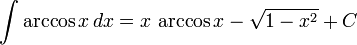 ∫ arccos x dx = x arccos x − √(1 − x²) + C